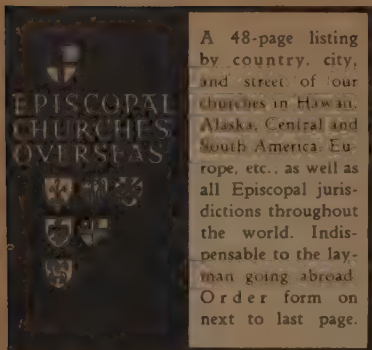 EPISCOPAL
CHURCHES
OVERSEAS
A 48-page listing
by country, city,
and street of our
churches in Hawaii,
Alaska, Central and
South America, Eu-
rope, etc., as well as
all Episcopal juris-
dictions throughout
the world. Indis-
pensable to the lay-
man going abroad
Order form on
next to last page.